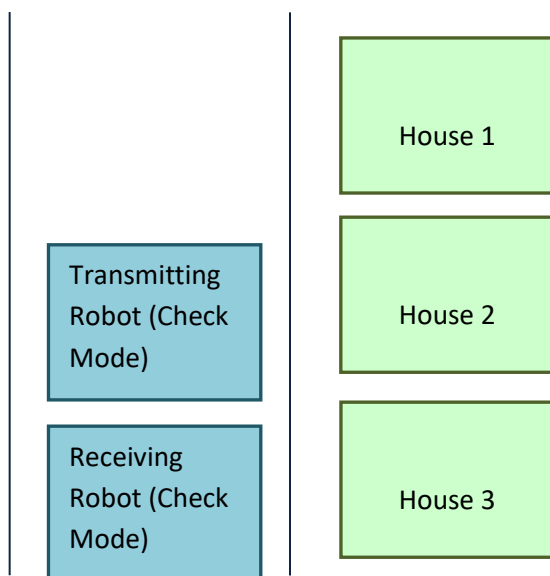 House 1
Transmitting
Robot (Check
Mode)
House 2
Receiving
Robot (Check
Mode)
House 3